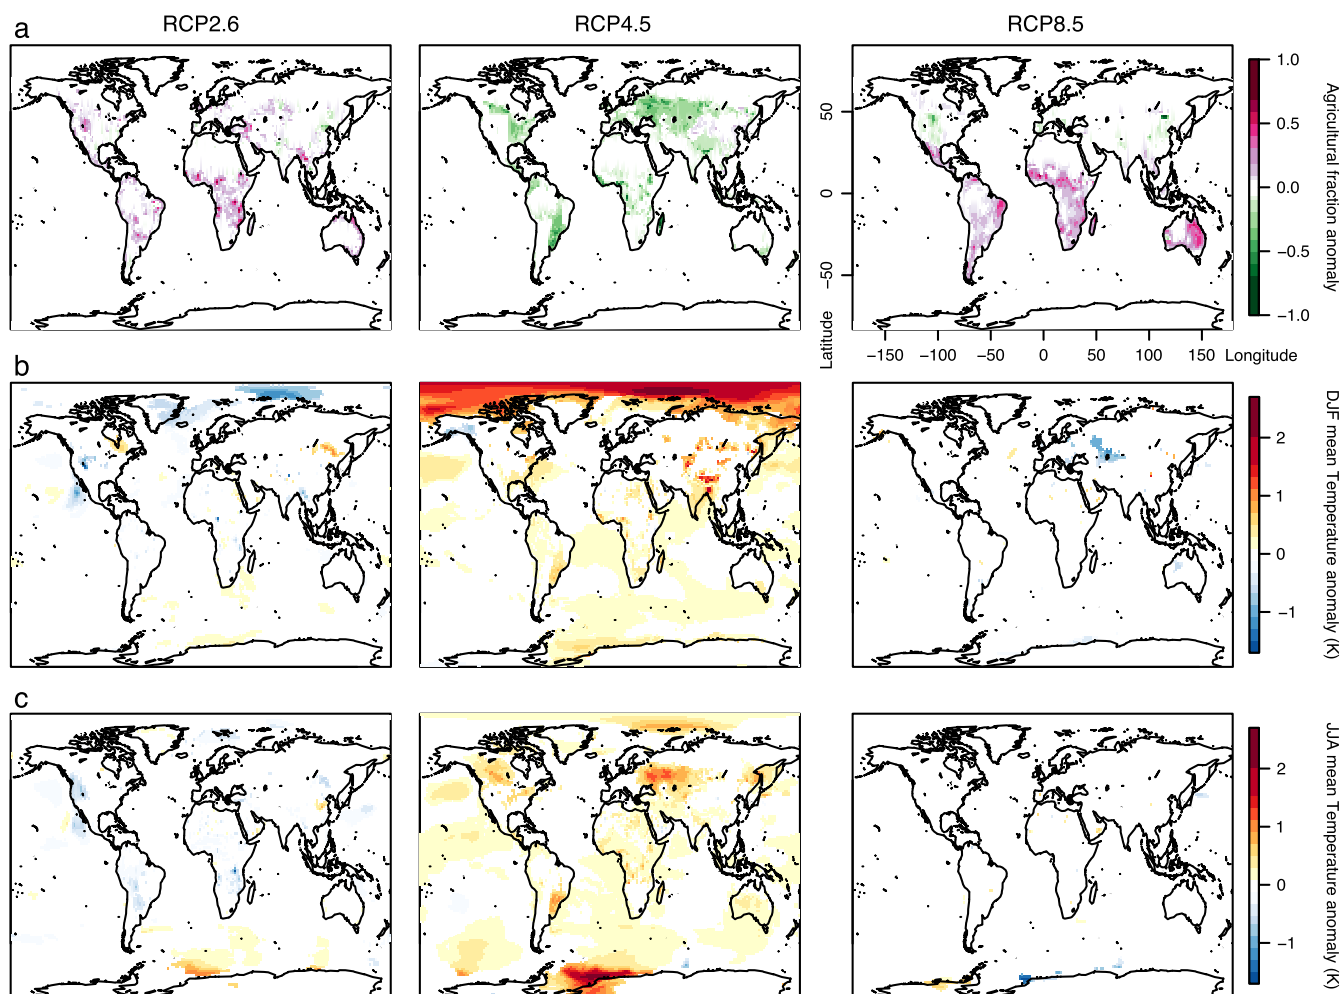 a
RCP2.6
RCP4.5
RCP8.5
50
0
−50
Latitude
−150
−100
−50
0
50
100
150
Longitude
1.0
0.5
0.0
−0.5
−1.0
Agricultural fraction anomaly
b
2
1
0
−1
DJF mean Temperature anomaly (K)
c
2
1
0
−1
JJA mean Temperature anomaly (K)